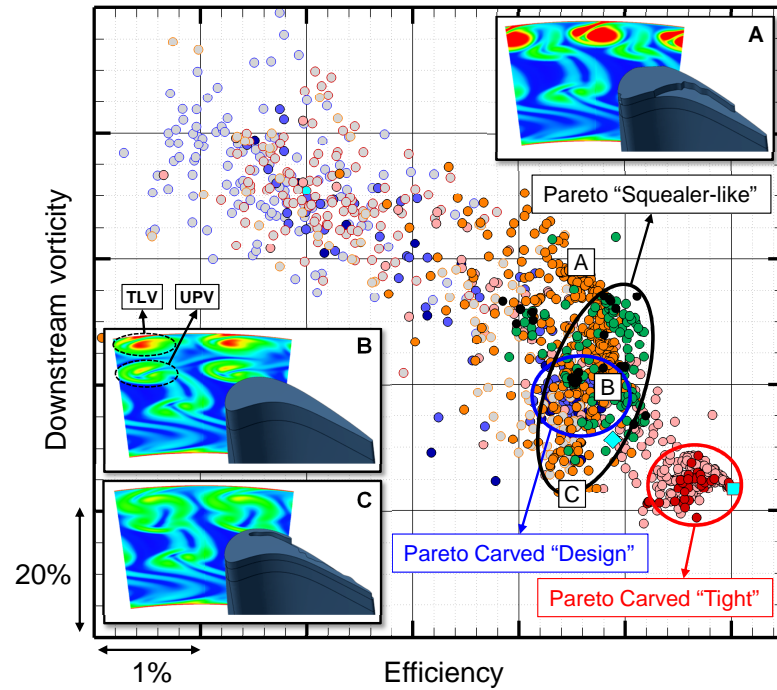 A
Pareto “Squealer-like”
A
TLV
UPV
B
B
C
C
Pareto Carved “Design”
Pareto Carved “Tight”
Downstream vorticity
20%
1%
Efficiency